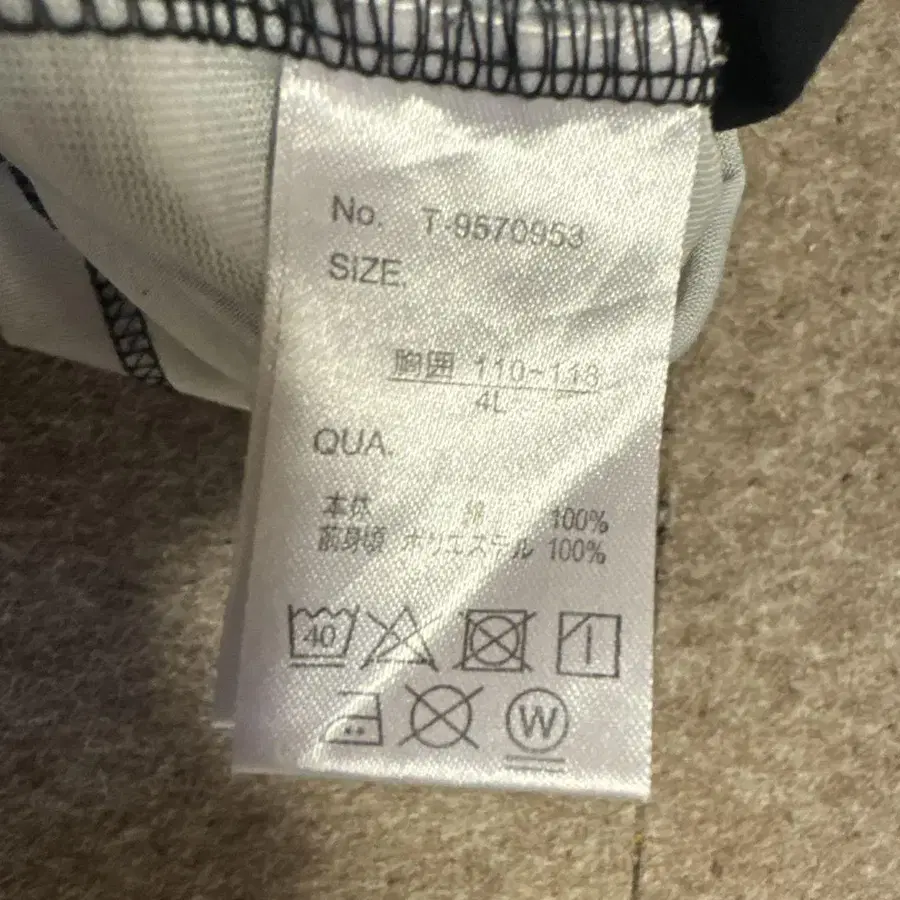 No. T-9570953
SIZE.
胸囲 110~118
4L
QUA.
本体 綿 100%
前身頃 ポリエステル 100%
40
W